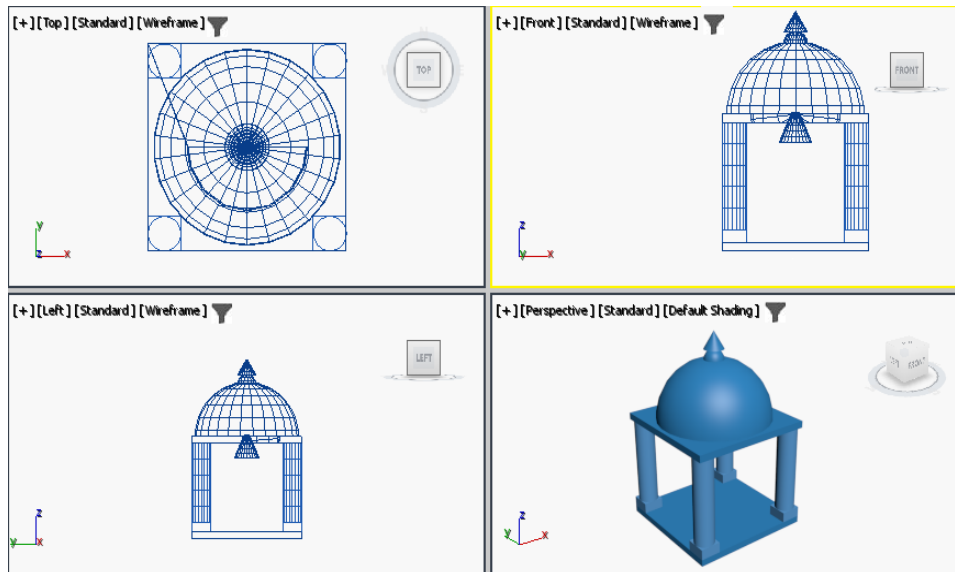 [+] [Top] [Standard] [Wireframe]
TOP
y
z
x
[+] [Front] [Standard] [Wireframe]
FRONT
z
y
x
[+] [Left] [Standard] [Wireframe]
LEFT
z
y
x
[+] [Perspective] [Standard] [Default Shading]
z
y
x